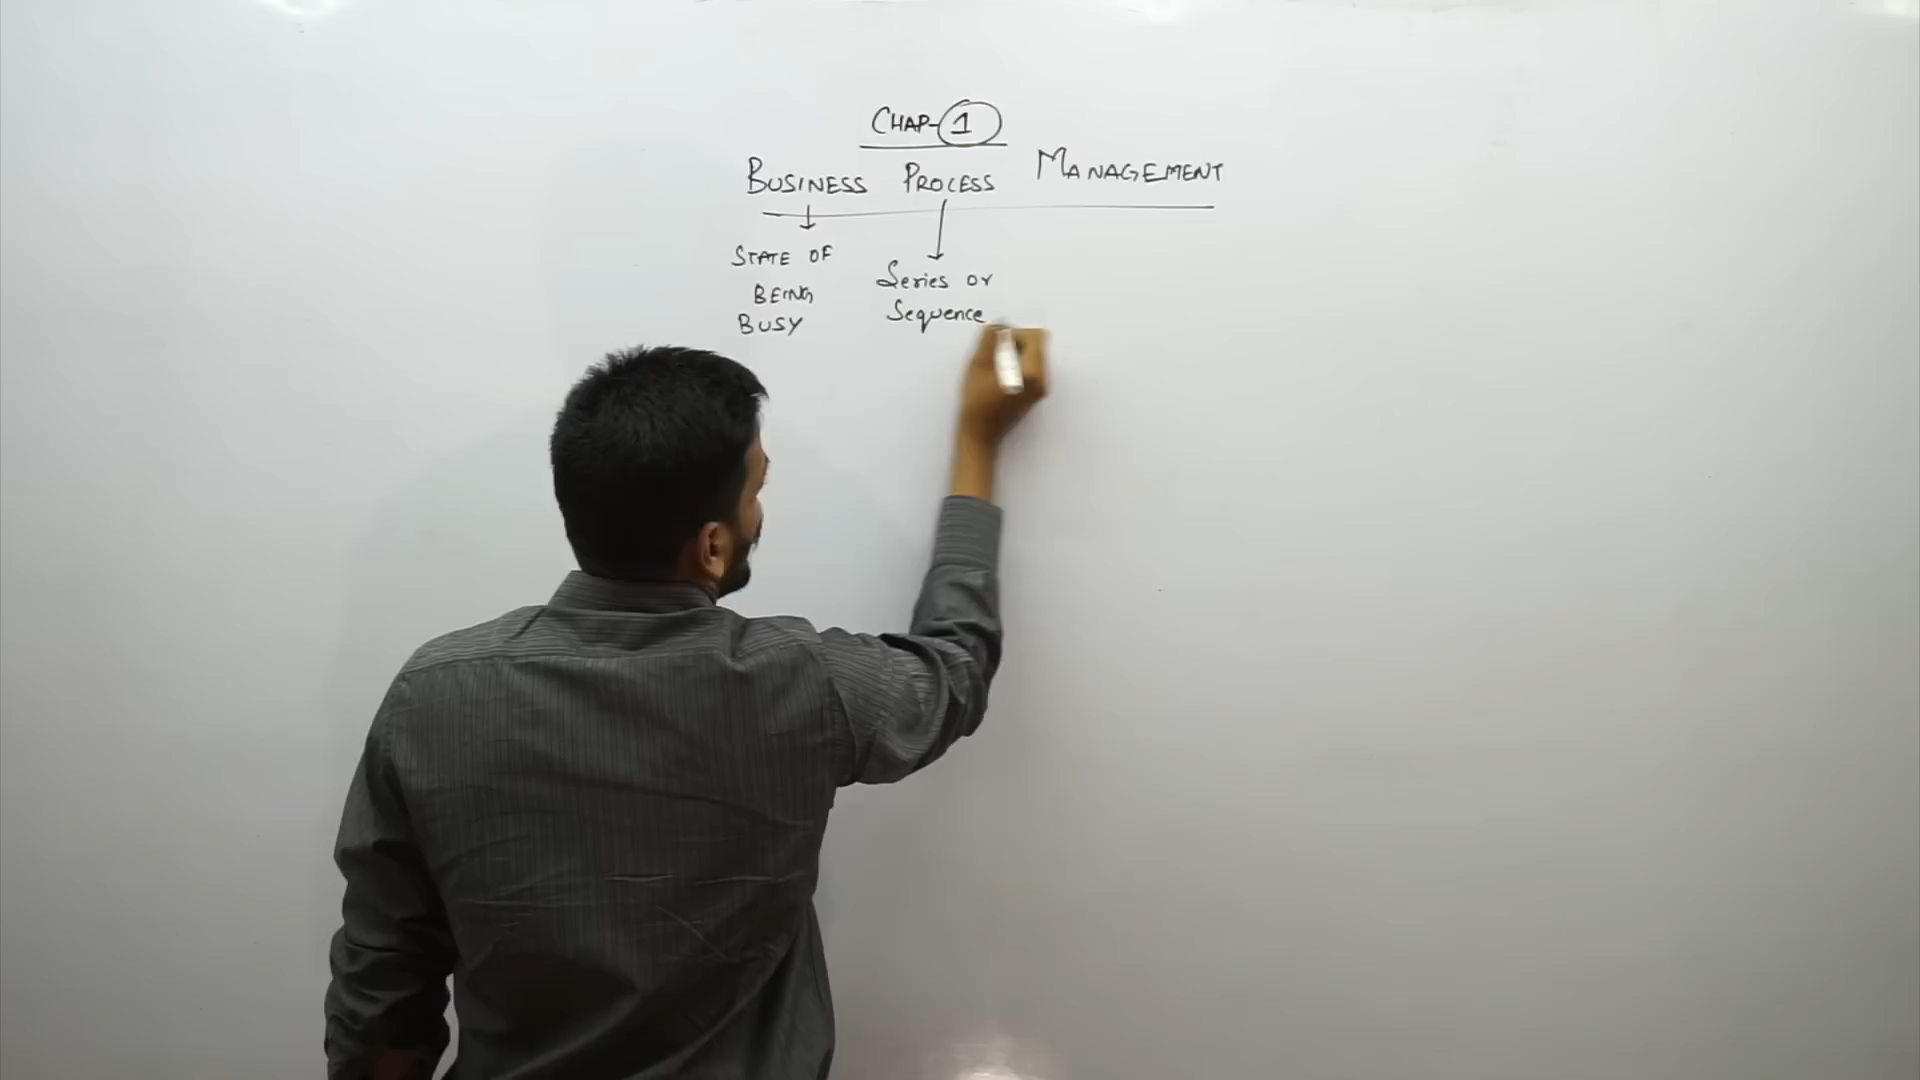 CHAP-1
BUSINESS PROCESS MANAGEMENT
STATE OF
BEING
BUSY
Series or
Sequence